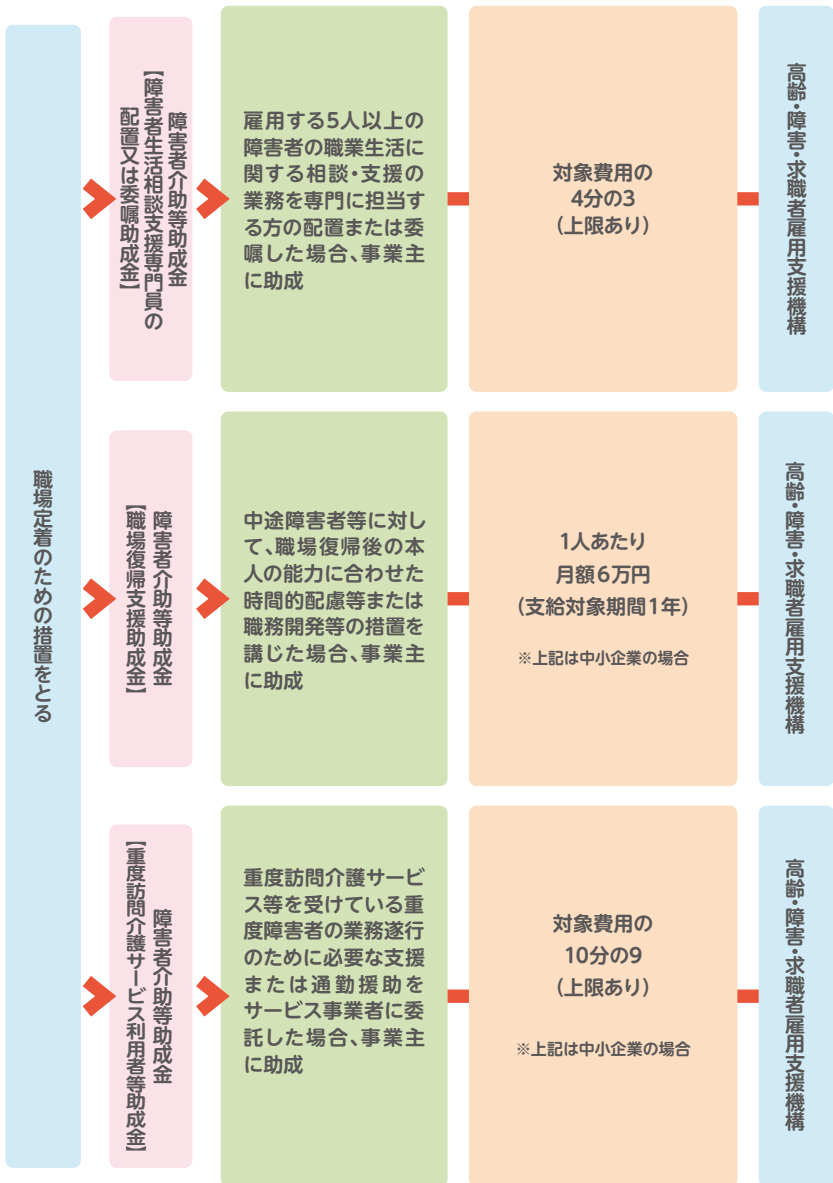 職場定着のための措置をとる
障害者介助等助成金
【障害者生活相談支援専門員の
配置又は委嘱助成金】
雇用する5人以上の
障害者の職業生活に
関する相談・支援の
業務を専門に担当す
る方の配置または委
嘱した場合、事業主
に助成
対象費用の
4分の3
(上限あり)
高齢・障害・求職者雇用支援機構
障害者介助等助成金
【職場復帰支援助成金】
中途障害者等に対し
て、職場復帰後の本
人の能力に合わせた
時間的配慮等または
職務開発等の措置を
講じた場合、事業主
に助成
1人あたり
月額6万円
(支給対象期間1年)
※上記は中小企業の場合
高齢・障害・求職者雇用支援機構
障害者介助等助成金
【重度訪問介護サービス利用者等助成金】
重度訪問介護サービ
ス等を受けている重
度障害者の業務遂行
のために必要な支援
または通勤援助を
サービス事業者に委
託した場合、事業主
に助成
対象費用の
10分の9
(上限あり)
※上記は中小企業の場合
高齢・障害・求職者雇用支援機構